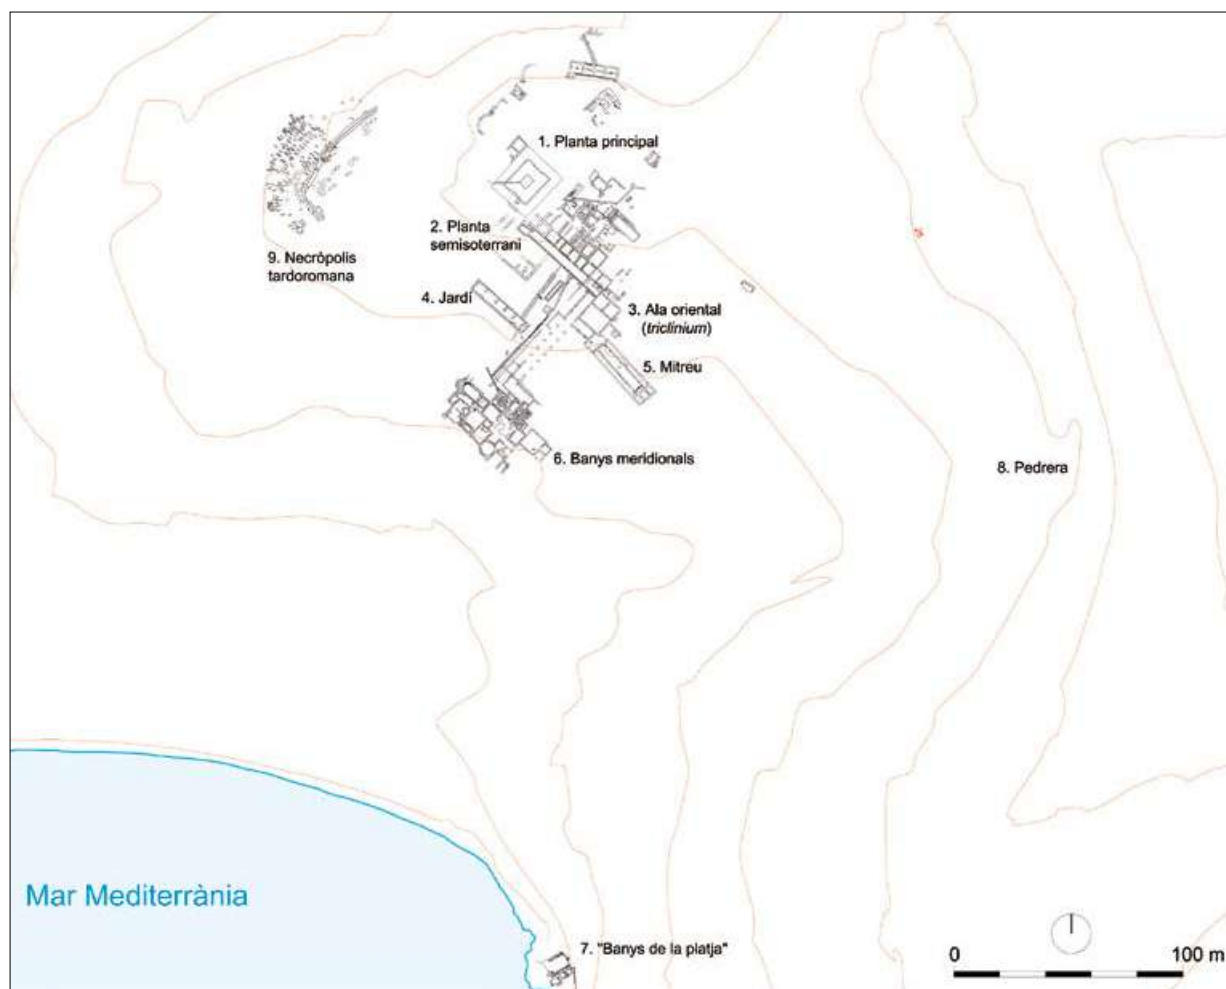 1. Planta principal
2. Planta
semisoterrani
9. Necrópolis
tardoromana
4. Jardí
3. Ala oriental
(triclinium)
5. Mitreu
6. Banys meridionals
8. Pedrera
Mar Mediterrània
7. "Banys de la platja"
0 100 m